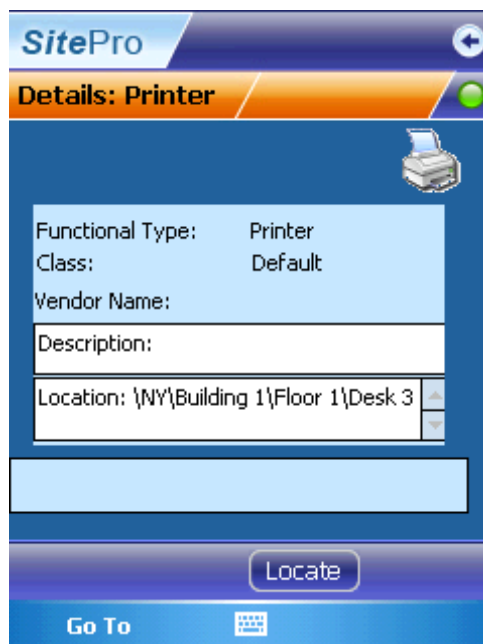 SitePro
Details: Printer
Functional Type: Printer
Class: Default
Vendor Name:
Description:
Location: \NY\Building 1\Floor 1\Desk 3
Locate
Go To